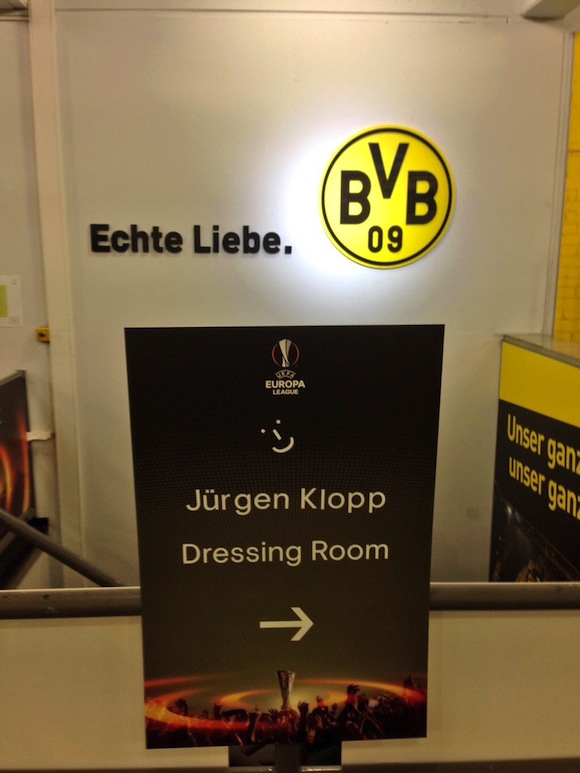 Echte Liebe.
BVB
09
UEFA
EUROPA
LEAGUE
Jürgen Klopp
Dressing Room
Unser ganz
unser ganz